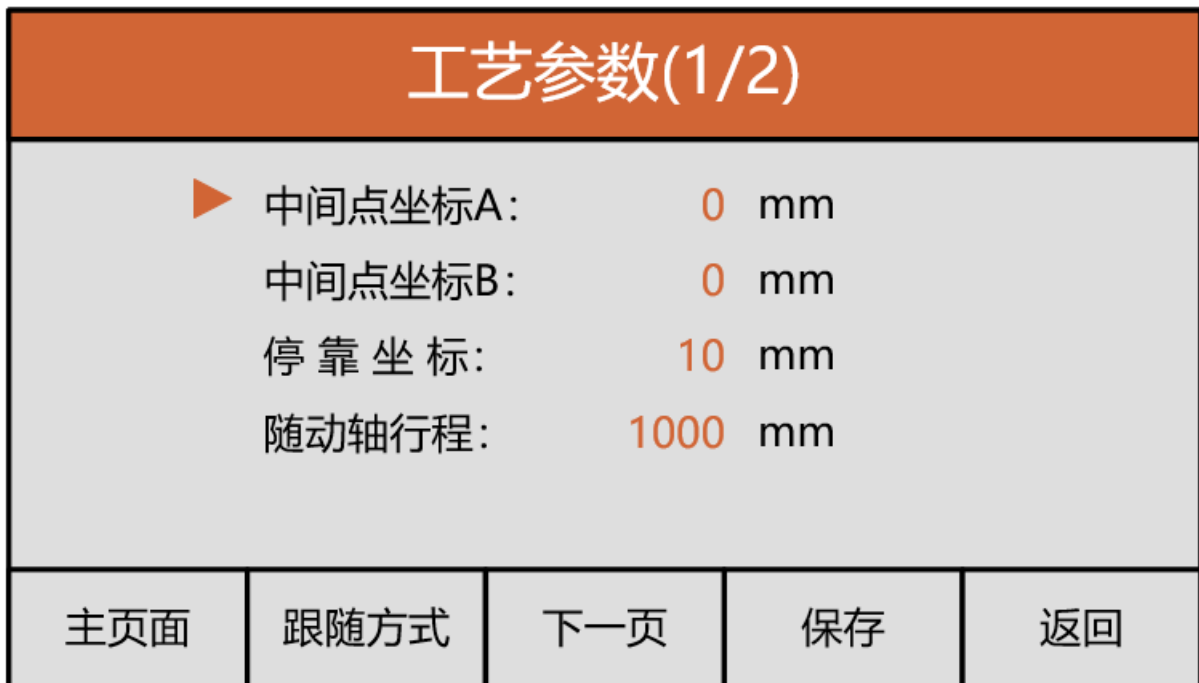 工艺参数(1/2)
中间点坐标A: 0 mm
中间点坐标B: 0 mm
停 靠 坐 标: 10 mm
随动轴行程: 1000 mm
主页面 跟随方式 下一页 保存 返回